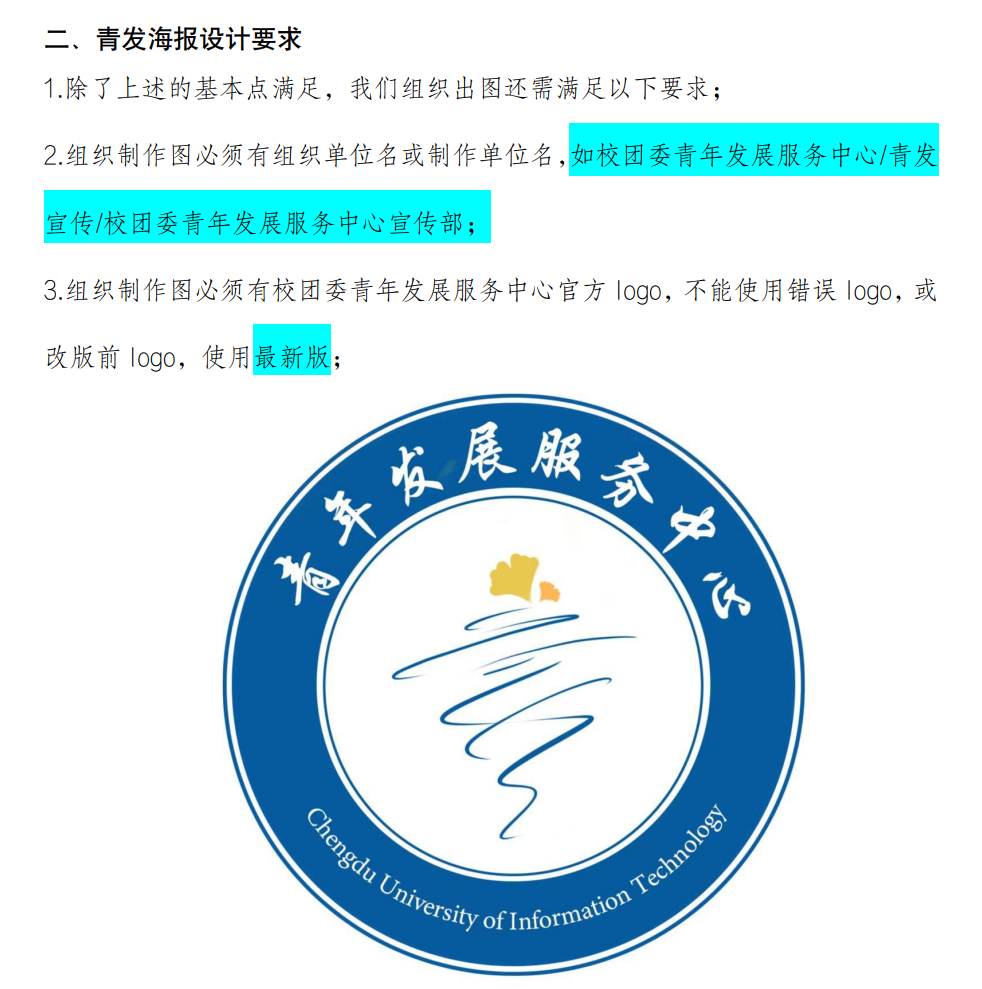 二、青发海报设计要求
1.除了上述的基本点满足，我们组织出图还需满足以下要求；
2.组织制作图必须有组织单位名或制作单位名，如校团委青年发展服务中心/青发
宣传/校团委青年发展服务中心宣传部；
3.组织制作图必须有校团委青年发展服务中心官方 logo，不能使用错误 logo，或
改版前 logo，使用最新版；
青年发展服务中心
Chengdu University of Information Technology